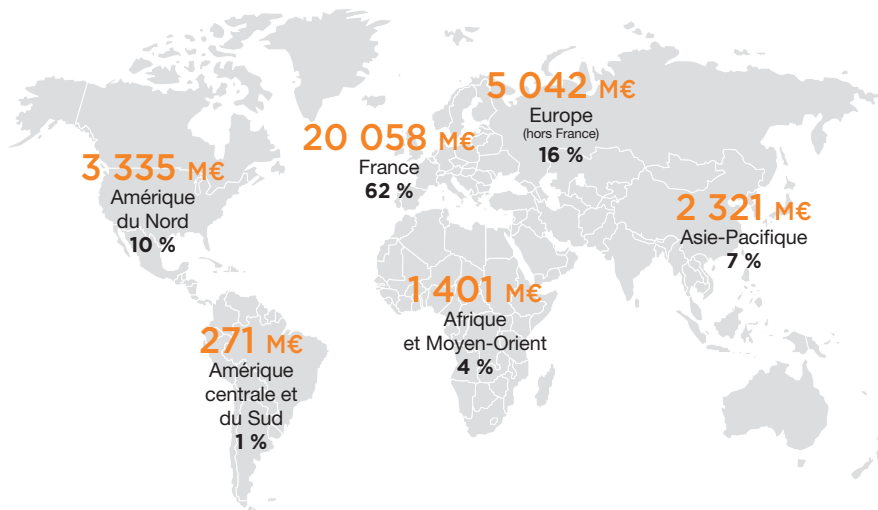 5 042 M€
Europe
(hors France)
16 %
20 058 M€
France
62 %
3 335 M€
Amérique
du Nord
10 %
2 321 M€
Asie-Pacifique
7 %
1 401 M€
Afrique
et Moyen-Orient
4 %
271 M€
Amérique
centrale et
du Sud
1 %